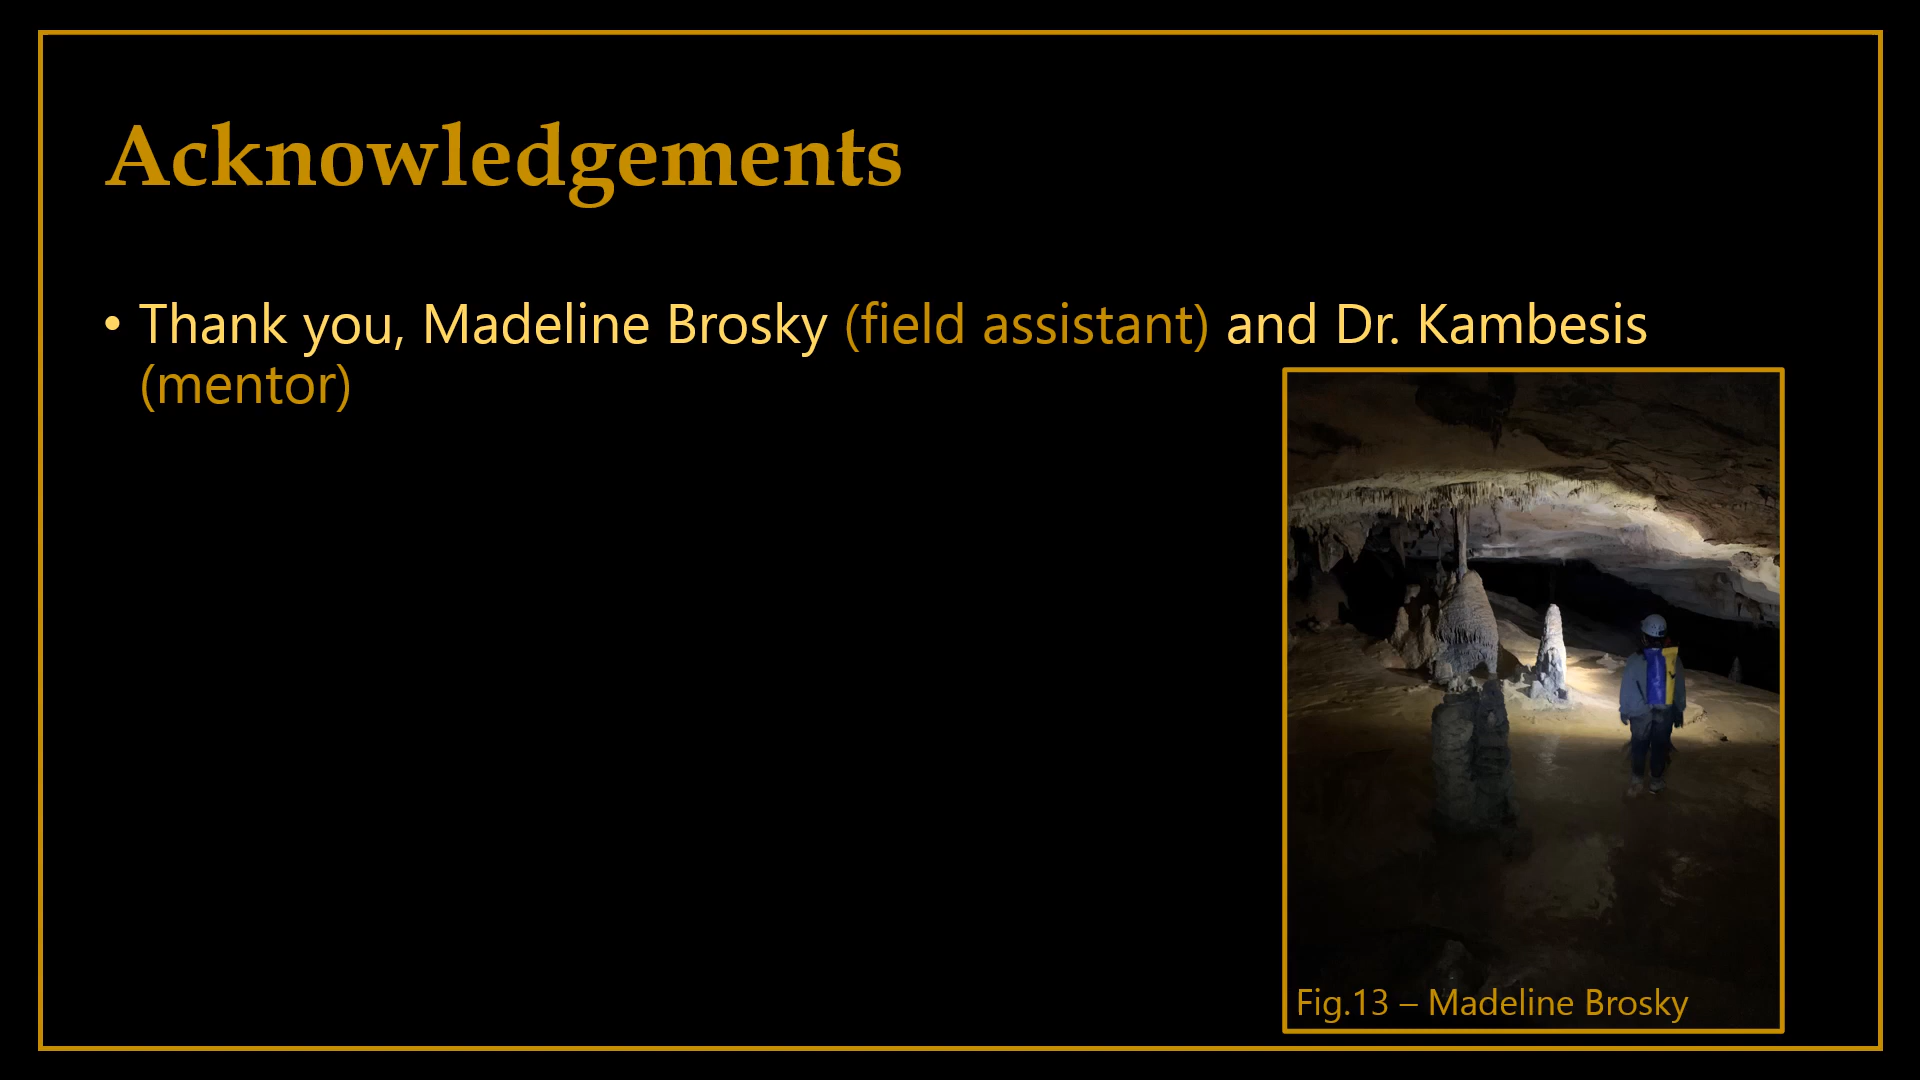 Acknowledgements
• Thank you, Madeline Brosky (field assistant) and Dr. Kambesis
(mentor)
Fig.13 – Madeline Brosky